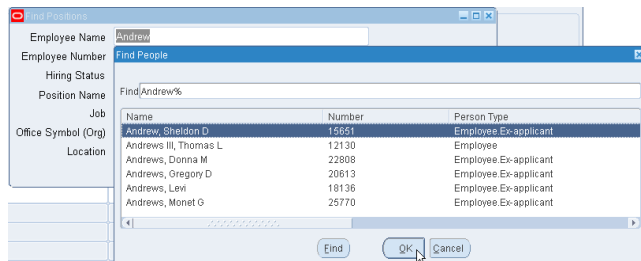 Find Positions
Employee Name Andrew
Employee Number
Hiring Status
Position Name
Job
Office Symbol (Org)
Location
Find People
Find Andrew%
Name Number Person Type
Andrew, Sheldon D 15651 Employee.Ex-applicant
Andrews III, Thomas L 12130 Employee
Andrews, Donna M 22808 Employee.Ex-applicant
Andrews, Gregory D 20613 Employee.Ex-applicant
Andrews, Levi 18136 Employee.Ex-applicant
Andrews, Monet G 25770 Employee.Ex-applicant
Find OK Cancel